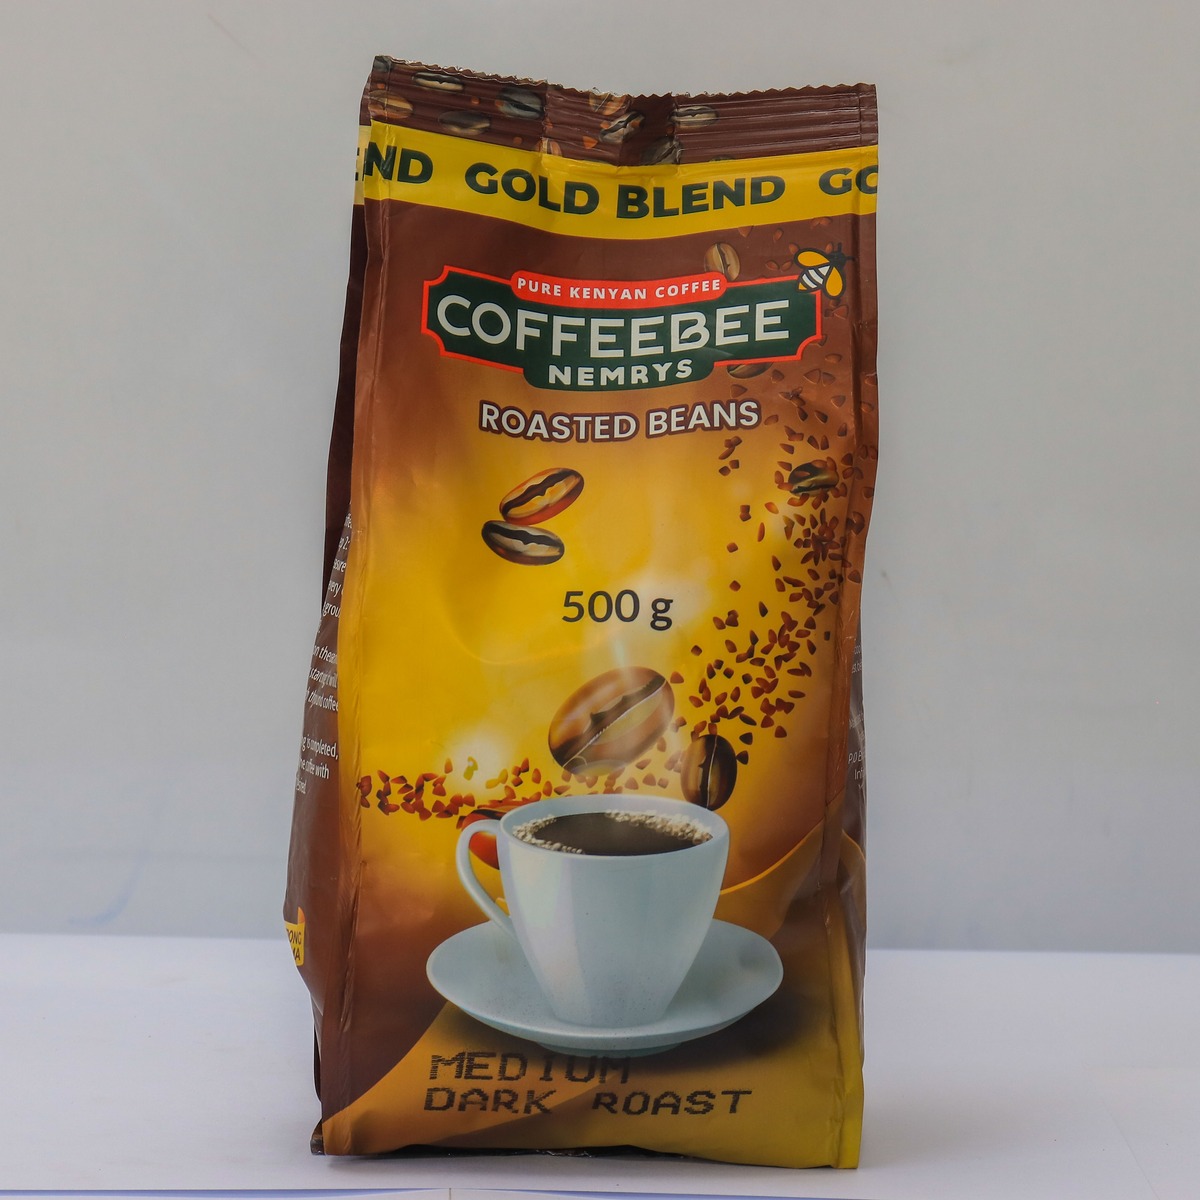 GOLD BLEND
PURE KENYAN COFFEE
COFFEEBEE
NEMRYS
ROASTED BEANS
500 g
MEDIUM
DARK ROAST